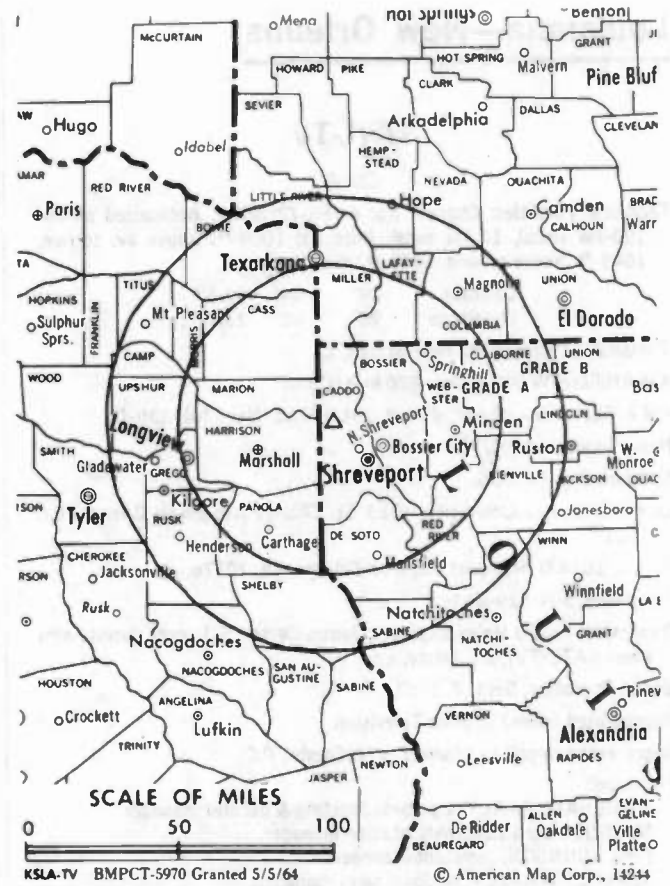 Mena
Hot Springs
Benton
McCURTAIN
GRANT
HOT SPRING
Malvern
HOWARD
PIKE
CLARK
Pine Bluf
SEVIER
DALLAS
Arkadelphia
Hugo
CLEVELAN
Idabel
HEMP-
STEAD
NEVADA
OUACHITA
RED RIVER
LITTLE RIVER
Hope
Paris
BOWIE
Camden
CALHOUN
BRAD
Warr
Texarkana
MILLER
LAFAY-
ETTE
HOPKINS
TITUS
CASS
Magnolia
UNION
Sulphur
Sprs.
FRANKLIN
Mt. Pleasant
MORRIS
COLUMBIA
El Dorado
CAMP
BOSSIER
Springhill
CLAIBORNE
UNION
GRADE B
WOOD
UPSHUR
MARION
CADDO
WEB-
STER
GRADE A
Bas
LINCOLN
Longview
HARRISON
N. Shreveport
Minden
SMITH
Gladewater
GREGG
Marshall
Bossier City
Ruston
W.
Monroe
Shreveport
BIENVILLE
JACKSON
OUAC
Tyler
Kilgore
PANOLA
L
RUSK
Carthage
DE SOTO
RED
RIVER
Jonesboro
CHEROKEE
Henderson
Mansfield
O
WINN
Jacksonville
SHELBY
Winnfield
Rusk
Natchitoches
NATCHI-
TOCHES
U
GRANT
Nacogdoches
SABINE
NACOGDOCHES
SAN AU-
GUSTINE
SABINE
I
Pinev
HOUSTON
ANGELINA
VERNON
Alexandria
Crockett
Lufkin
RAPIDES
TRINITY
NEWTON
Leesville
JASPER
SCALE OF MILES
ALLEN
EVAN-
GELINE
De Ridder
Oakdale
Ville
Platte
0 50 100
BEAUREGARD
KSLA-TV BMPCT-5970 Granted 5/5/64
© American Map Corp., 14244